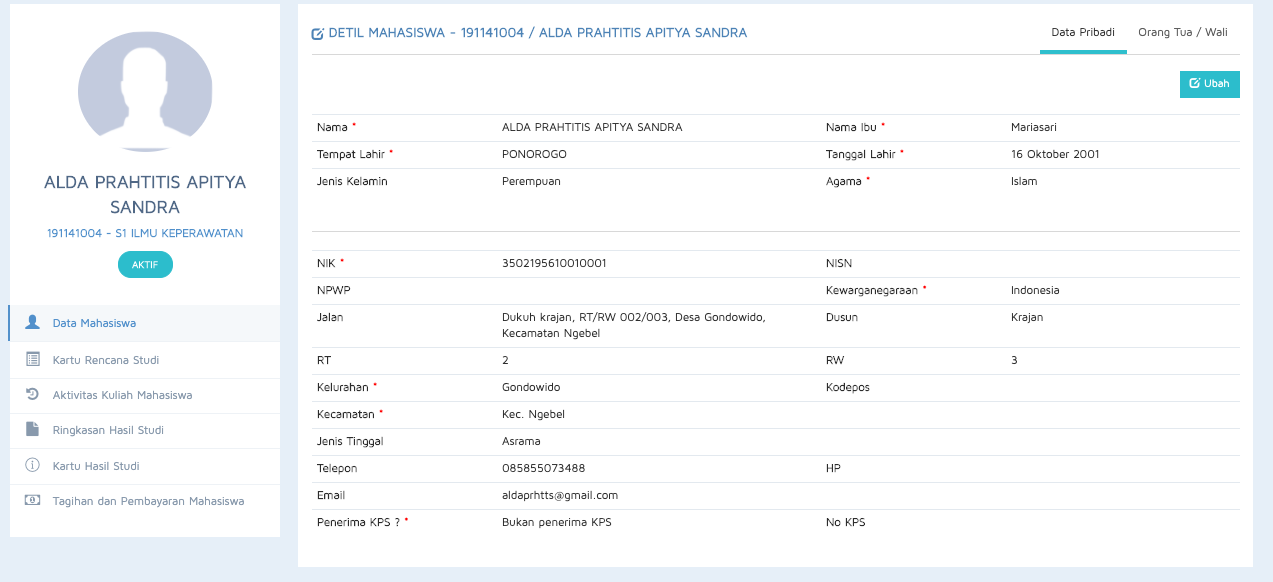 ALDA PRAHTITIS APITYA
SANDRA
191141004 - S1 ILMU KEPERAWATAN
AKTIF
Data Mahasiswa
Kartu Rencana Studi
Aktivitas Kuliah Mahasiswa
Ringkasan Hasil Studi
Kartu Hasil Studi
Tagihan dan Pembayaran Mahasiswa
DETIL MAHASISWA - 191141004 / ALDA PRAHTITIS APITYA SANDRA
Data Pribadi Orang Tua / Wali
Ubah
Nama * ALDA PRAHTITIS APITYA SANDRA Nama Ibu * Mariasari
Tempat Lahir * PONOROGO Tanggal Lahir * 16 Oktober 2001
Jenis Kelamin Perempuan Agama * Islam
NIK * 3502195610010001 NISN
NPWP Kewarganegaraan * Indonesia
Jalan Dukuh krajan, RT/RW 002/003, Desa Gondowido, Dusun Krajan
Kecamatan Ngebel
RT 2 RW 3
Kelurahan * Gondowido Kodepos
Kecamatan * Kec. Ngebel
Jenis Tinggal Asrama
Telepon 085855073488 HP
Email aldaprhtts@gmail.com
Penerima KPS ? * Bukan penerima KPS No KPS